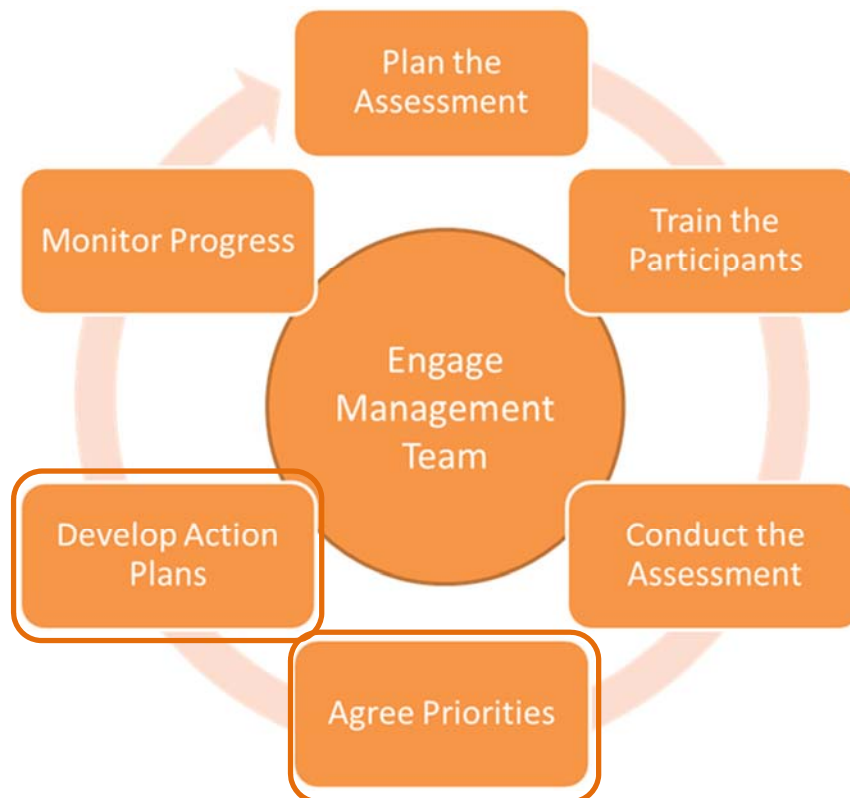 Plan the
Assessment
Train the
Participants
Conduct the
Assessment
Agree Priorities
Develop Action
Plans
Monitor Progress
Engage
Management
Team